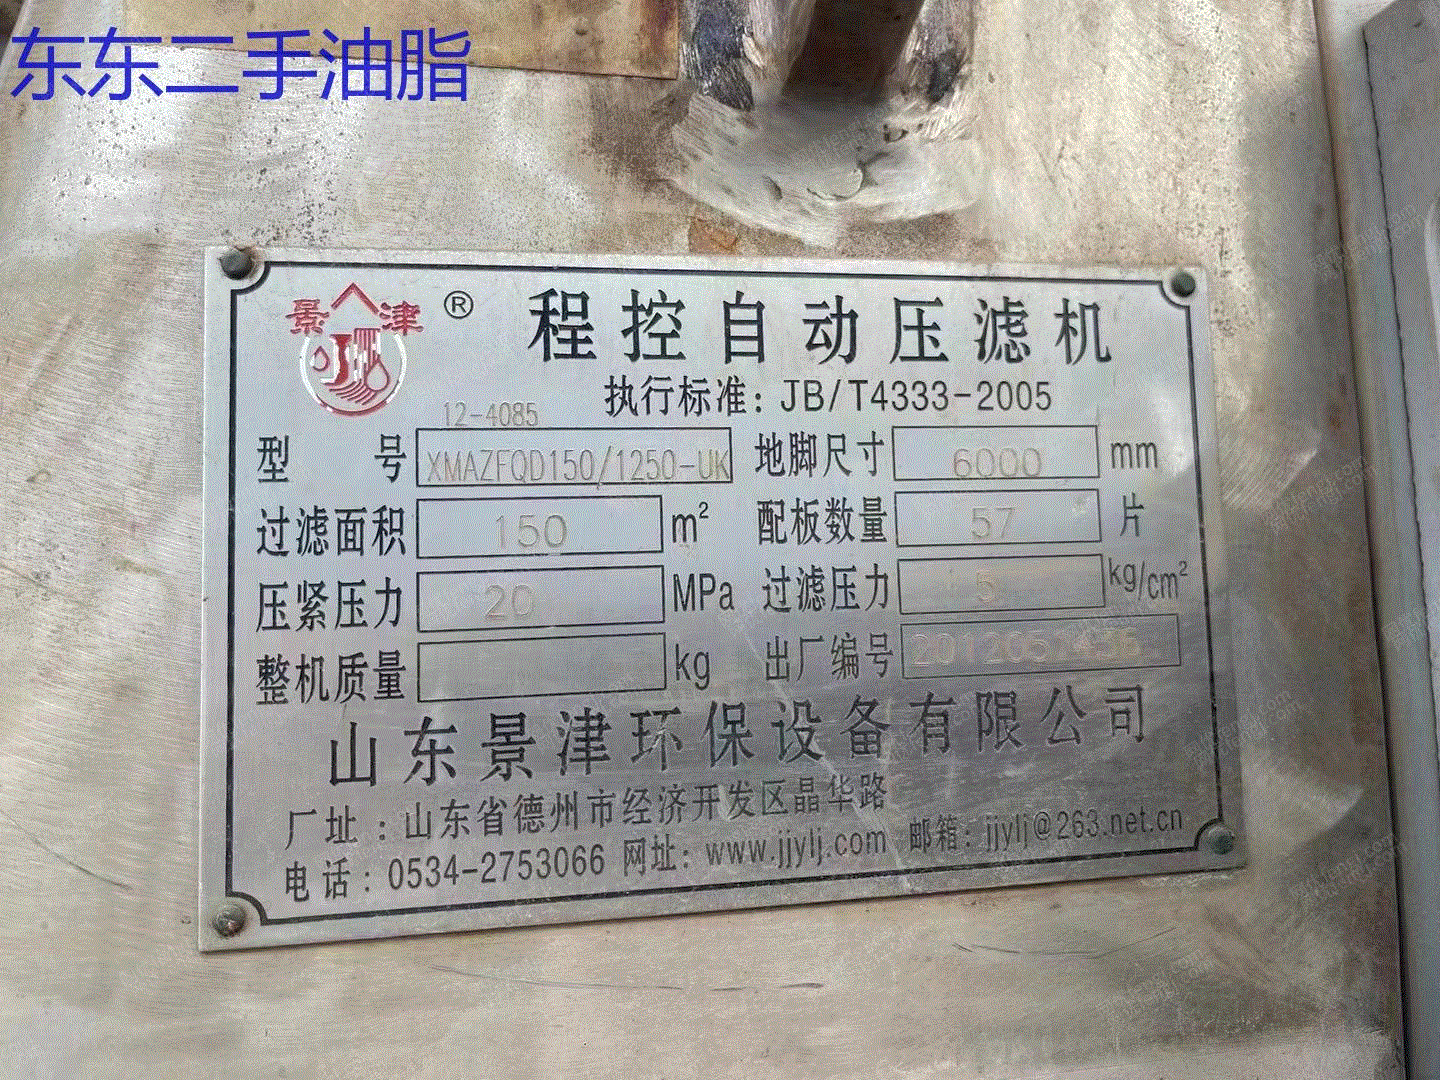 东东二手油脂
景津 ® 程控自动压滤机
执行标准: JB/T4333-2005
12-4085
型号 XMAZFQD150/1250-UK 地脚尺寸 6000 mm
过滤面积 150 m² 配板数量 57 片
压紧压力 20 MPa 过滤压力 5 kg/cm²
整机质量 kg 出厂编号
山东景津环保设备有限公司
厂址:山东省德州市经济开发区晶华路
电话:0534-2753066 网址:www.jjylj.com 邮箱:jjylj@263.net.cn